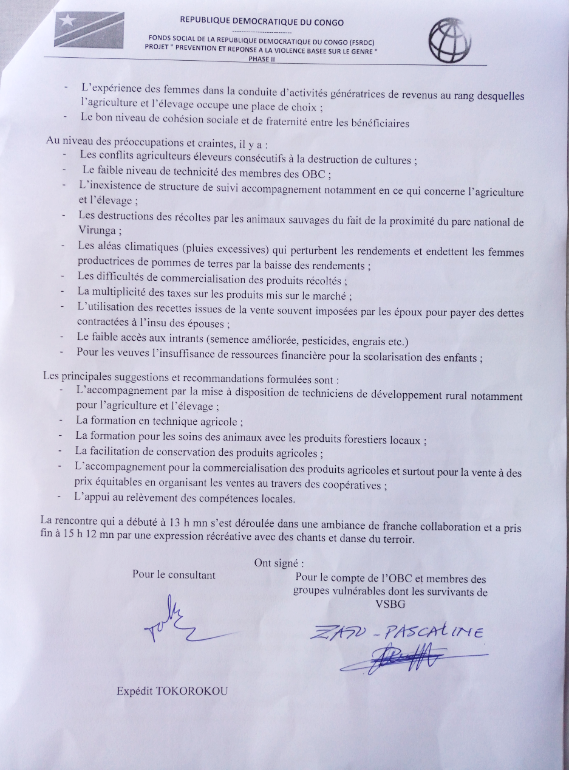 REPUBLIQUE DEMOCRATIQUE DU CONGO
------------------------
FONDS SOCIAL DE LA REPUBLIQUE DEMOCRATIQUE DU CONGO (FSRDC)
PROJET " PREVENTION ET REPONSE A LA VIOLENCE BASEE SUR LE GENRE "
PHASE II
- L'expérience des femmes dans la conduite d'activités génératrices de revenus au rang desquelles
l'agriculture et l'élevage occupe une place de choix ;
- Le bon niveau de cohésion sociale et de fraternité entre les bénéficiaires
Au niveau des préoccupations et craintes, il y a :
- Les conflits agriculteurs éleveurs consécutifs à la destruction de cultures ;
- Le faible niveau de technicité des membres des OBC ;
- L'inexistence de structure de suivi accompagnement notamment en ce qui concerne l'agriculture
et l'élevage ;
- Les destructions des récoltes par les animaux sauvages du fait de la proximité du parc national de
Virunga ;
- Les aléas climatiques (pluies excessives) qui perturbent les rendements et endettent les femmes
productrices de pommes de terres par la baisse des rendements ;
- Les difficultés de commercialisation des produits récoltés ;
- La multiplicité des taxes sur les produits mis sur le marché ;
- L'utilisation des recettes issues de la vente souvent imposées par les époux pour payer des dettes
contractées à l'insu des épouses ;
- Le faible accès aux intrants (semence améliorée, pesticides, engrais etc.)
- Pour les veuves l'insuffisance de ressources financière pour la scolarisation des enfants ;
Les principales suggestions et recommandations formulées sont :
- L'accompagnement par la mise à disposition de techniciens de développement rural notamment
pour l'agriculture et l'élevage ;
- La formation en technique agricole ;
- La formation pour les soins des animaux avec les produits forestiers locaux ;
- La facilitation de conservation des produits agricoles ;
- L'accompagnement pour la commercialisation des produits agricoles et surtout pour la vente à des
prix équitables en organisant les ventes au travers des coopératives ;
- L'appui au relèvement des compétences locales.
La rencontre qui a débuté à 13 h mn s'est déroulée dans une ambiance de franche collaboration et a pris
fin à 15 h 12 mn par une expression récréative avec des chants et danse du terroir.
Ont signé :
Pour le consultant
Pour le compte de l'OBC et membres des
groupes vulnérables dont les survivants de
VSBG
PASCALINE
Expédit TOKOROKOU